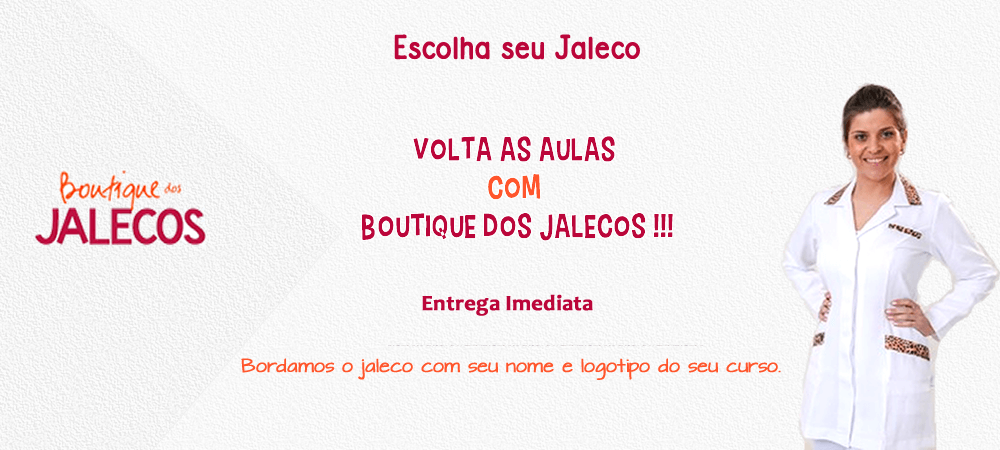 Escolha seu Jaleco
VOLTA AS AULAS
COM
BOUTIQUE DOS JALECOS !!!
Boutique dos
JALECOS
Entrega Imediata
Bordamos o jaleco com seu nome e logotipo do seu curso.